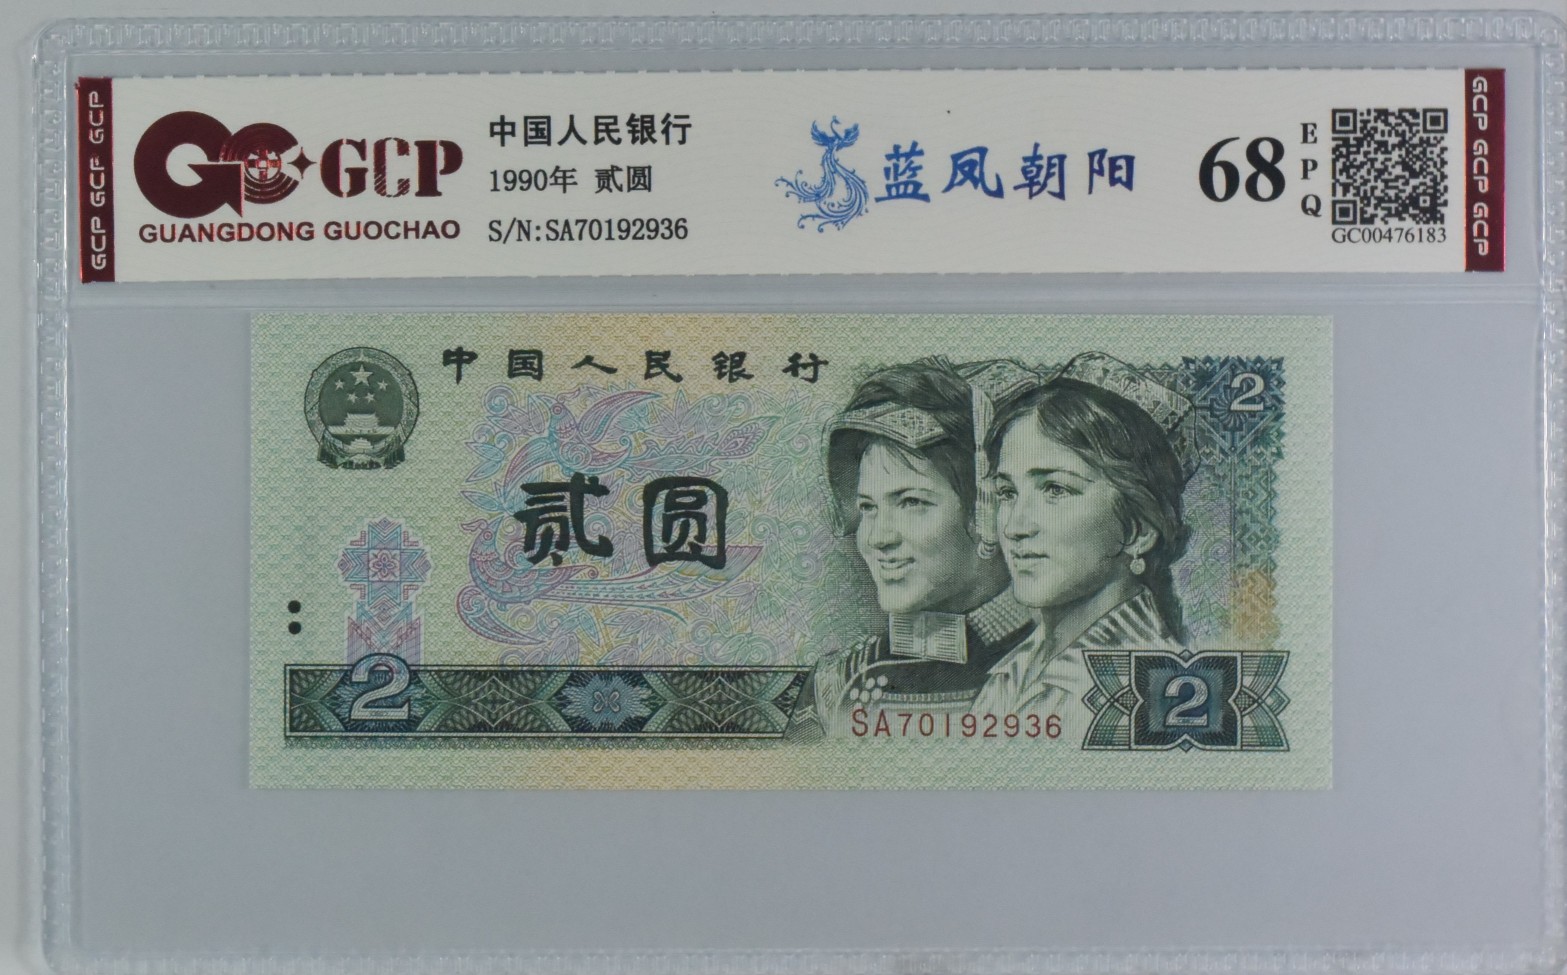 GCP GCP GCP
GCP
GUANGDONG GUOCHAO
中国人民银行
1990年 贰圆
S/N:SA70192936
蓝凤朝阳
68
EPQ
GC00476183
GCP GCP GCP
中国人民银行
2
贰圆
2
SA70192936
2